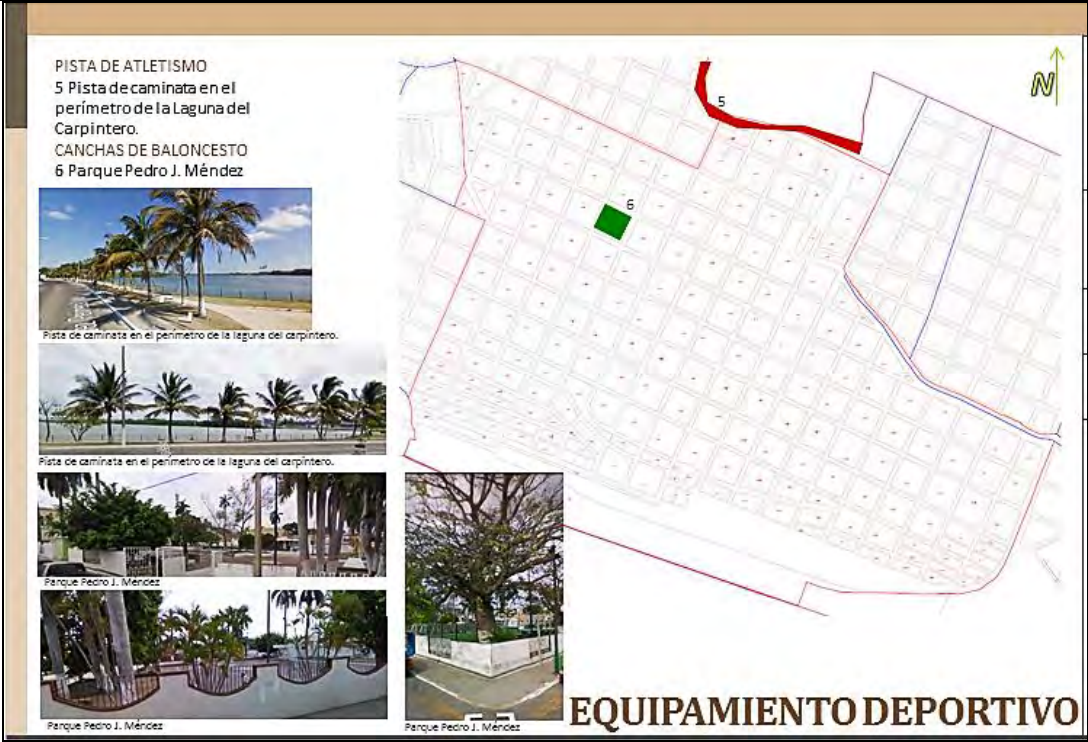 PISTA DE ATLETISMO
5 Pista de caminata en el
perímetro de la Laguna del
Carpintero.
CANCHAS DE BALONCESTO
6 Parque Pedro J. Méndez
Pista de caminata en el perímetro de la laguna del carpintero.
Pista de caminata en el perímetro de la laguna del carpintero.
Parque Pedro J. Méndez
Parque Pedro J. Méndez
Parque Pedro J. Méndez
5
6
N
EQUIPAMIENTO DEPORTIVO